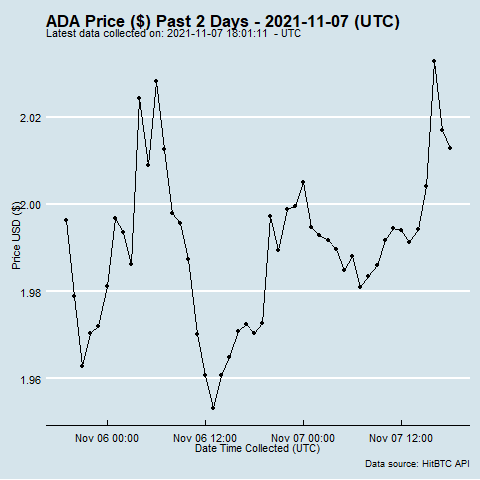 ADA Price ($) Past 2 Days - 2021-11-07 (UTC)
Latest data collected on: 2021-11-07 18:01:11 - UTC
2.02
2.00
1.98
1.96
Price USD ($)
Nov 06 00:00 Nov 06 12:00 Nov 07 00:00 Nov 07 12:00
Date Time Collected (UTC)
Data source: HitBTC API